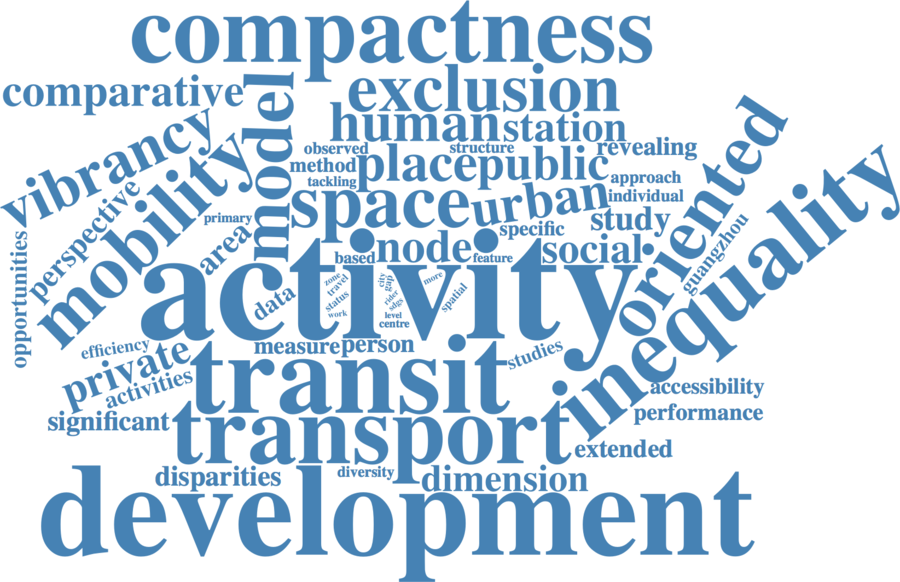 compactness
comparative
exclusion
model
human
station
vibrancy
mobility
observed
structure
revealing
method
place
public
approach
tackling
perspective
space
urban
individual
oriented
primary
specific
study
area
node
social
guangzhou
opportunities
based
feature
inequality
activity
zone
travel
status
work
city
gap
rider
sdgs
level
centre
more
spatial
data
efficiency
measure
person
studies
private
activities
transit
accessibility
significant
performance
transport
extended
disparities
diversity
dimension
development